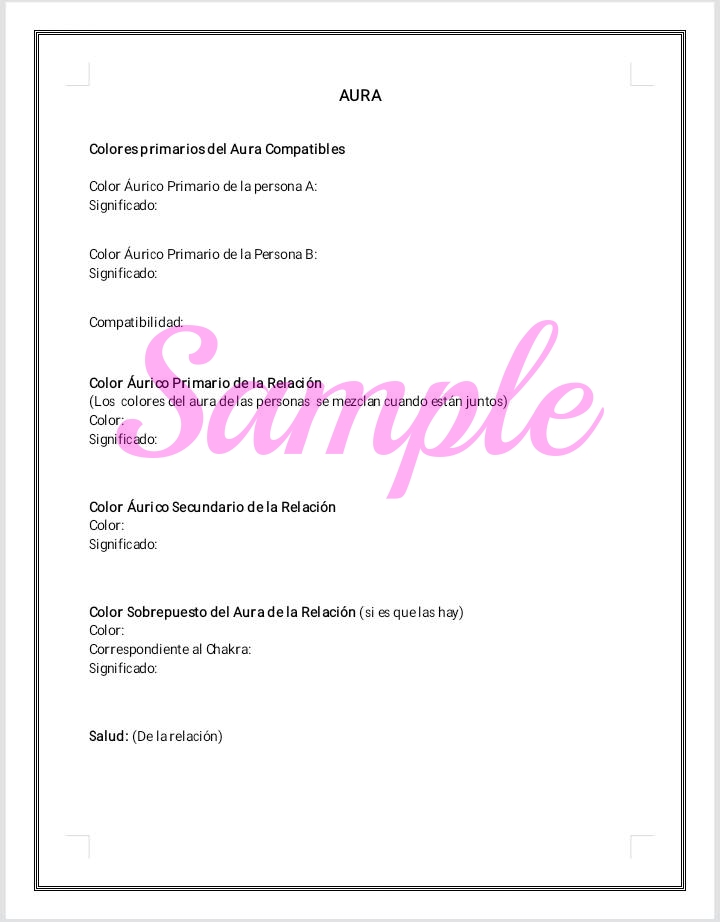 AURA
Colores primarios del Aura Compatibles
Color Áurico Primario de la persona A:
Significado:
Color Áurico Primario de la Persona B:
Significado:
Compatibilidad:
Color Áurico Primario de la Relación
(Los colores del aura de las personas se mezclan cuando están juntos)
Color:
Significado:
Sample
Color Áurico Secundario de la Relación
Color:
Significado:
Color Sobrepuesto del Aura de la Relación (si es que las hay)
Color:
Correspondiente al Chakra:
Significado:
Salud: (De la relación)